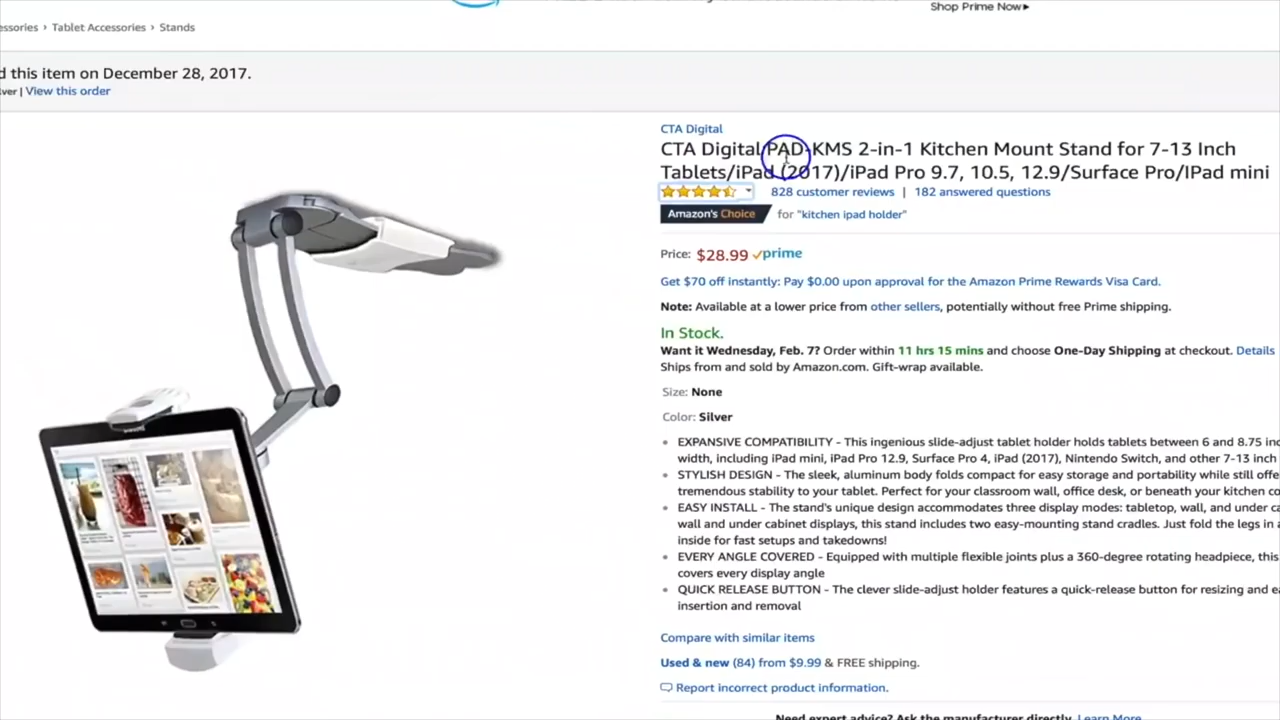 Shop Prime Now▸
essories › Tablet Accessories › Stands
d this item on December 28, 2017.
ver | View this order
CTA Digital
CTA Digital PAD-KMS 2-in-1 Kitchen Mount Stand for 7-13 Inch
Tablets/iPad (2017)/iPad Pro 9.7, 10.5, 12.9/Surface Pro/IPad mini
828 customer reviews | 182 answered questions
Amazon's Choice for "kitchen ipad holder"
Price: $28.99 prime
Get $70 off instantly: Pay $0.00 upon approval for the Amazon Prime Rewards Visa Card.
Note: Available at a lower price from other sellers, potentially without free Prime shipping.
In Stock.
Want it Wednesday, Feb. 7? Order within 11 hrs 15 mins and choose One-Day Shipping at checkout. Details
Ships from and sold by Amazon.com. Gift-wrap available.
Size: None
Color: Silver
• EXPANSIVE COMPATIBILITY - This ingenious slide-adjust tablet holder holds tablets between 6 and 8.75 inc
width, including iPad mini, iPad Pro 12.9, Surface Pro 4, iPad (2017), Nintendo Switch, and other 7-13 inch
• STYLISH DESIGN - The sleek, aluminum body folds compact for easy storage and portability while still offe
tremendous stability to your tablet. Perfect for your classroom wall, office desk, or beneath your kitchen co
• EASY INSTALL - The stand's unique design accommodates three display modes: tabletop, wall, and under ca
wall and under cabinet displays, this stand includes two easy-mounting stand cradles. Just fold the legs in a
inside for fast setups and takedowns!
• EVERY ANGLE COVERED - Equipped with multiple flexible joints plus a 360-degree rotating headpiece, this
covers every display angle
• QUICK RELEASE BUTTON - The clever slide-adjust holder features a quick-release button for resizing and ea
insertion and removal
Compare with similar items
Used & new (84) from $9.99 & FREE shipping.
Report incorrect product information.
Need expert advice? Ask the manufacturer directly. Learn More